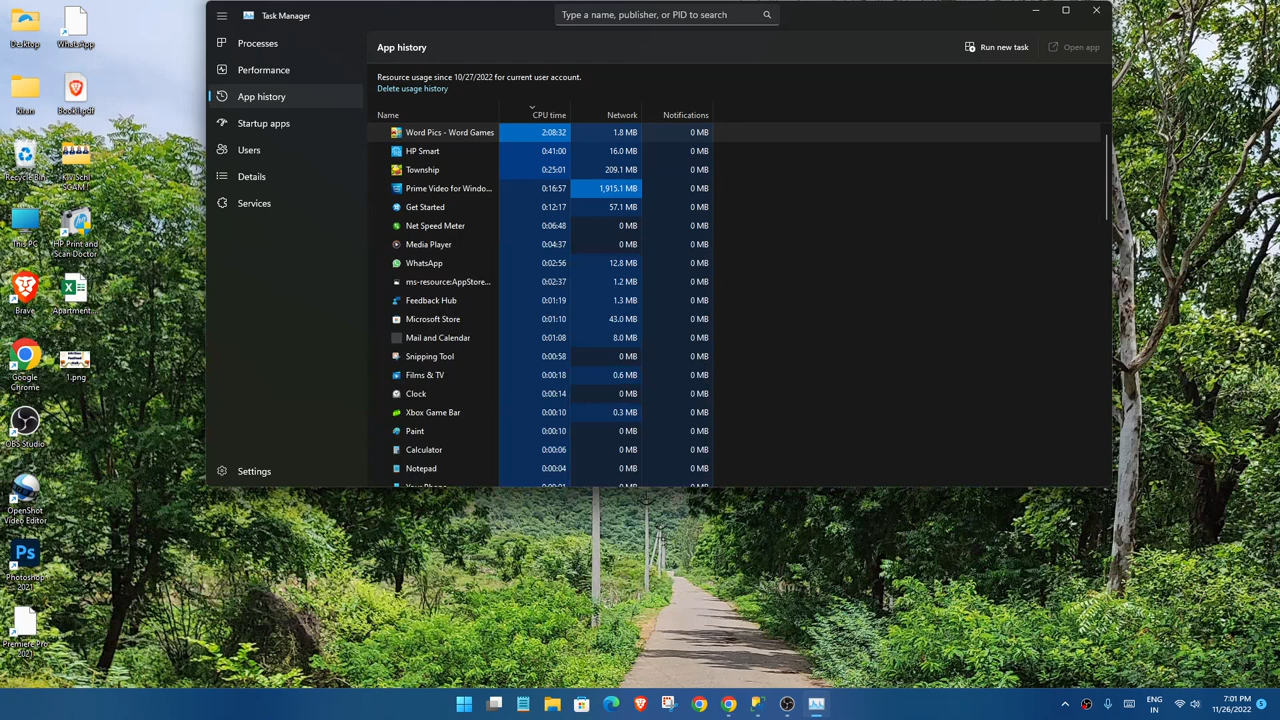 Task Manager
Type a name, publisher, or PID to search
Processes
Performance
App history
Startup apps
Users
Details
Services
Settings
App history
Run new task
Open app
Resource usage since 10/27/2022 for current user account.
Delete usage history
Name CPU time Network Notifications
Word Pics - Word Games 2:08:32 1.8 MB 0 MB
HP Smart 0:41:00 16.0 MB 0 MB
Township 0:25:01 209.1 MB 0 MB
Prime Video for Windo... 0:16:57 1,915.1 MB 0 MB
Get Started 0:12:17 57.1 MB 0 MB
Net Speed Meter 0:06:48 0 MB 0 MB
Media Player 0:04:37 0 MB 0 MB
WhatsApp 0:02:56 12.8 MB 0 MB
ms-resource:AppStore... 0:02:37 1.2 MB 0 MB
Feedback Hub 0:01:19 1.3 MB 0 MB
Microsoft Store 0:01:10 43.0 MB 0 MB
Mail and Calendar 0:01:08 8.0 MB 0 MB
Snipping Tool 0:00:58 0 MB 0 MB
Films & TV 0:00:18 0.6 MB 0 MB
Clock 0:00:14 0 MB 0 MB
Xbox Game Bar 0:00:10 0.3 MB 0 MB
Paint 0:00:10 0 MB 0 MB
Calculator 0:00:06 0 MB 0 MB
Notepad 0:00:04 0 MB 0 MB
Desktop
WhatsApp
Kiran
Book1.pdf
Recycle Bin
SCAM
This PC
HP Print and
Scan Doctor
Brave
Apartment...
Google
Chrome
1.png
OBS Studio
OpenShot
Video Editor
Ps
Photoshop
2021
Premiere Pro
2021
ENG
IN
7:01 PM
11/26/2022